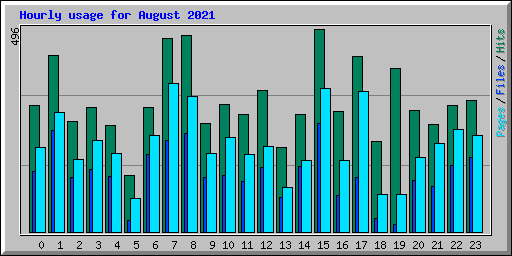 Hourly usage for August 2021
496
Pages/Files/Hits
0 1 2 3 4 5 6 7 8 9 10 11 12 13 14 15 16 17 18 19 20 21 22 23